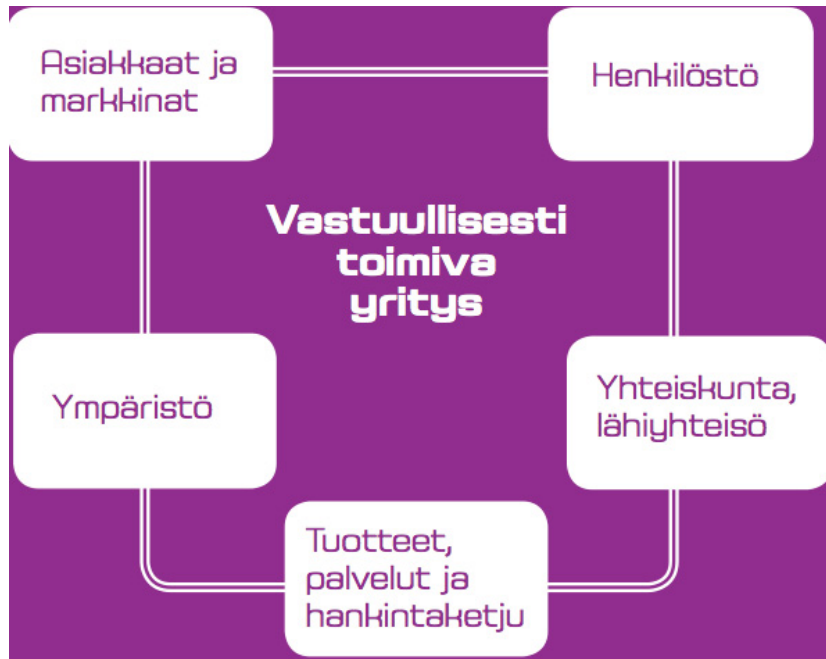 Asiakkaat ja
markkinat
Henkilöstö
Vastuullisesti
toimiva
yritys
Ympäristö
Yhteiskunta,
lähiyhteisö
Tuotteet,
palvelut ja
hankintaketju